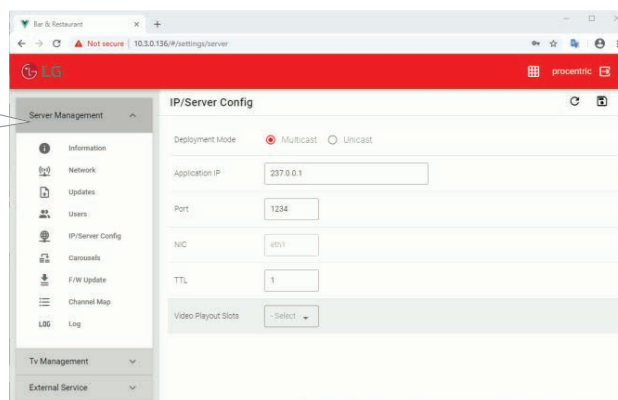 Bar & Restaurant
Not secure 10.3.0.136/#/settings/server
LG
procentric
Server Management
Information
Network
Updates
Users
IP/Server Config
Carousels
F/W Update
Channel Map
LOG Log
Tv Management
External Service
IP/Server Config
Deployment Mode Multicast Unicast
Application IP 237.0.0.1
Port 1234
NIC eth1
TTL 1
Video Playout Slots - Select